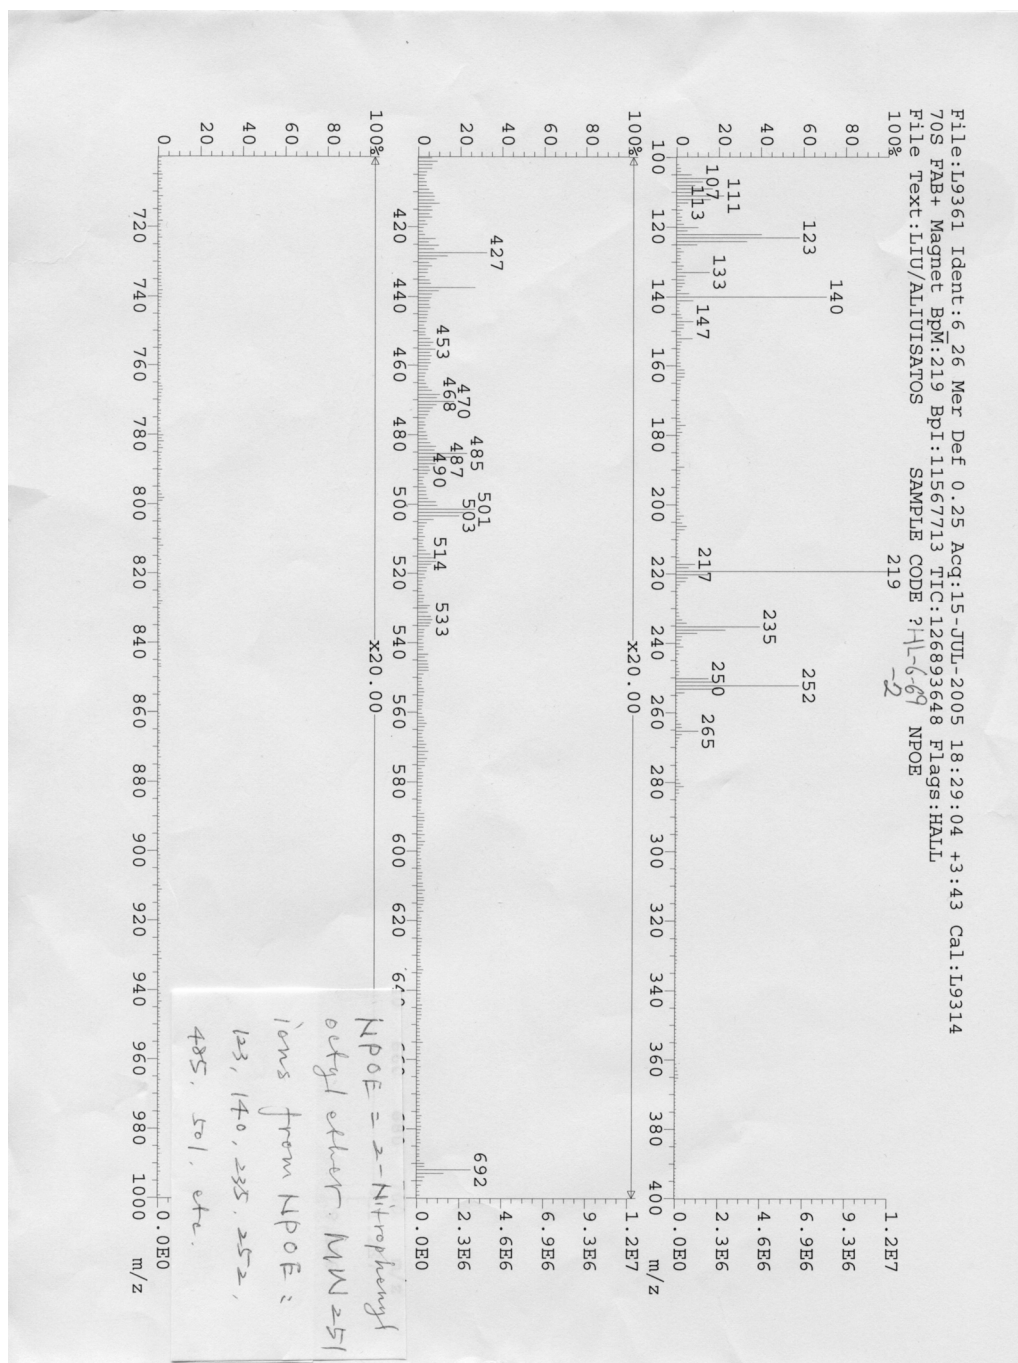 File:L9361 Ident:6_26 Mer Def 0.25 Acq:15-JUL-2005 18:29:04 +3:43 Cal:L9314
70S FAB+ Magnet BpM:219 BpI:11567713 TIC:126893648 Flags:HALL
File Text:LIU/ALIUISATOS SAMPLE CODE ?HL-6-69 NPOE
-2
100%
80
60
40
20
0
219
140
123
111
107
113
133
147
217
235
250
252
265
1.2E7
9.3E6
6.9E6
4.6E6
2.3E6
0.0E0
100 120 140 160 180 200 220 240 260 280 300 320 340 360 380 400 m/z
100%
80
60
40
20
0
x20.00
427
453
468
470
485
487
490
501
503
514
533
692
1.2E7
9.3E6
6.9E6
4.6E6
2.3E6
0.0E0
420 440 460 480 500 520 540 560 580 600 620
100%
80
60
40
20
0
x20.00
720 740 760 780 800 820 840 860 880 900 920 940 960 980 1000 m/z
0.0E0
NPOE = 2-Nitrophenyl
octyl ether. MW 251
ions from NPOE =
123, 140, 235, 252,
485, 501, etc.